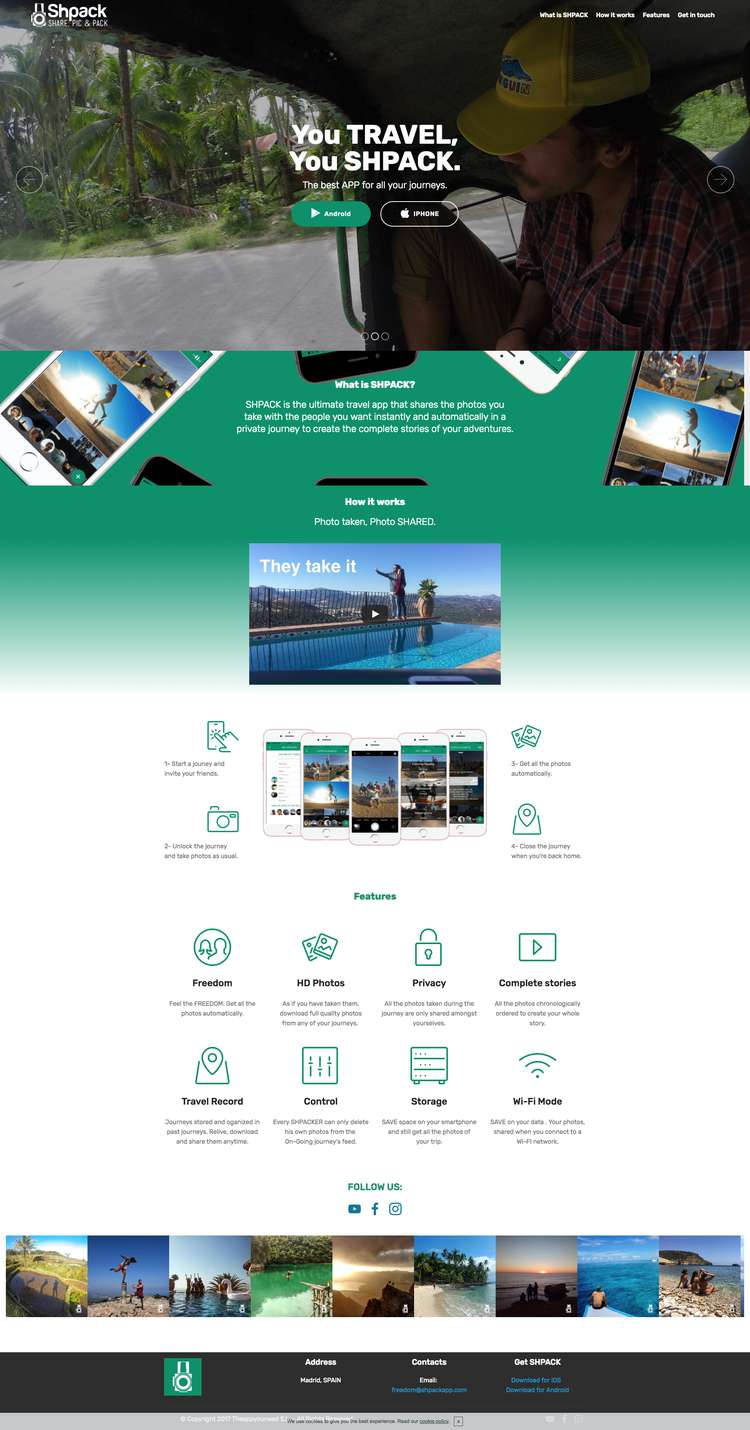 Shpack
SHARE, PIC & PACK
What is SHPACK How it works Features Get in touch
You TRAVEL,
You SHPACK.
The best APP for all your journeys.
Android IPHONE
What is SHPACK?
SHPACK is the ultimate travel app that shares the photos you
take with the people you want instantly and automatically in a
private journey to create the complete stories of your adventures.
How it works
Photo taken, Photo SHARED.
They take it
1- Start a jouney and
invite your friends.
2- Unlock the journey
and take photos as usual.
3- Get all the photos
automatically.
4- Close the journey
when you're back home.
Features
Freedom
Feel the FREEDOM: Get all the
photos automatically.
HD Photos
As if you have taken them,
download full quality photos
from any of your journeys.
Privacy
All the photos taken during the
journey are only shared amongst
yourselves.
Complete stories
All the photos chronologically
ordered to create your whole
story.
Travel Record
Journeys stored and oganized in
past journeys. Relive, download
and share them anytime.
Control
Every SHPACKER can only delete
his own photos from the
On-Going journey's feed.
Storage
SAVE space on your smartphone
and still get all the photos of
your trip.
Wi-Fi Mode
SAVE on your data . Your photos,
shared when you connect to a
WI-FI network.
FOLLOW US:
Address
Madrid, SPAIN
Contacts
Email:
freedom@shpackapp.com
Get SHPACK
Download for iOS
Download for Android
© Copyright 2017
We use cookies to give you the best experience. Read our cookie policy. x